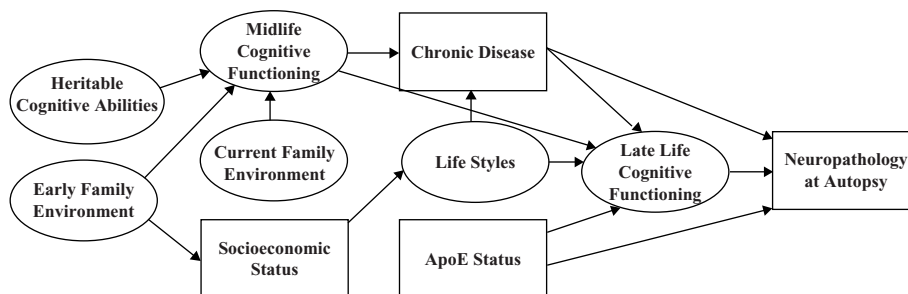 Midlife
Cognitive
Functioning
Chronic Disease
Heritable
Cognitive Abilities
Current Family
Environment
Life Styles
Late Life
Cognitive
Functioning
Neuropathology
at Autopsy
Early Family
Environment
Socioeconomic
Status
ApoE Status